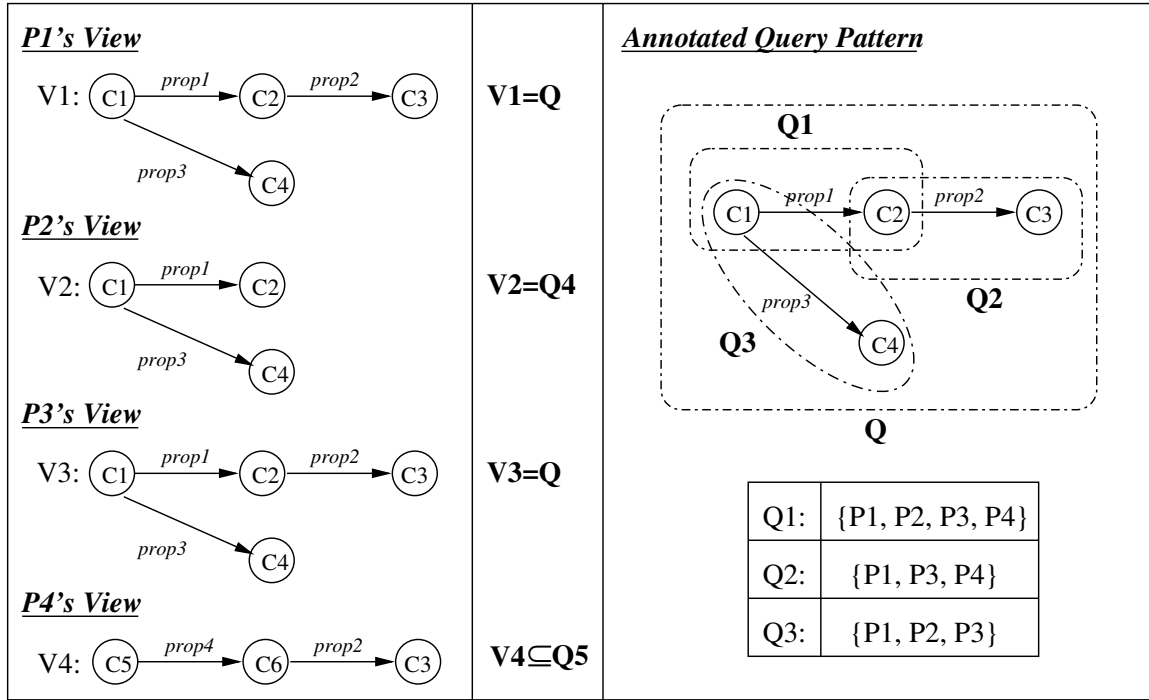 P1's View
V1: C1 prop1 C2 prop2 C3
prop3
C4
P2's View
V2: C1 prop1 C2
prop3
C4
P3's View
V3: C1 prop1 C2 prop2 C3
prop3
C4
P4's View
V4: C5 prop4 C6 prop2 C3
V1=Q
V2=Q4
V3=Q
V4⊆Q5
Annotated Query Pattern
Q1
C1 prop1 C2 prop2 C3
prop3
Q2
Q3
C4
Q
Q1: {P1, P2, P3, P4}
Q2: {P1, P3, P4}
Q3: {P1, P2, P3}